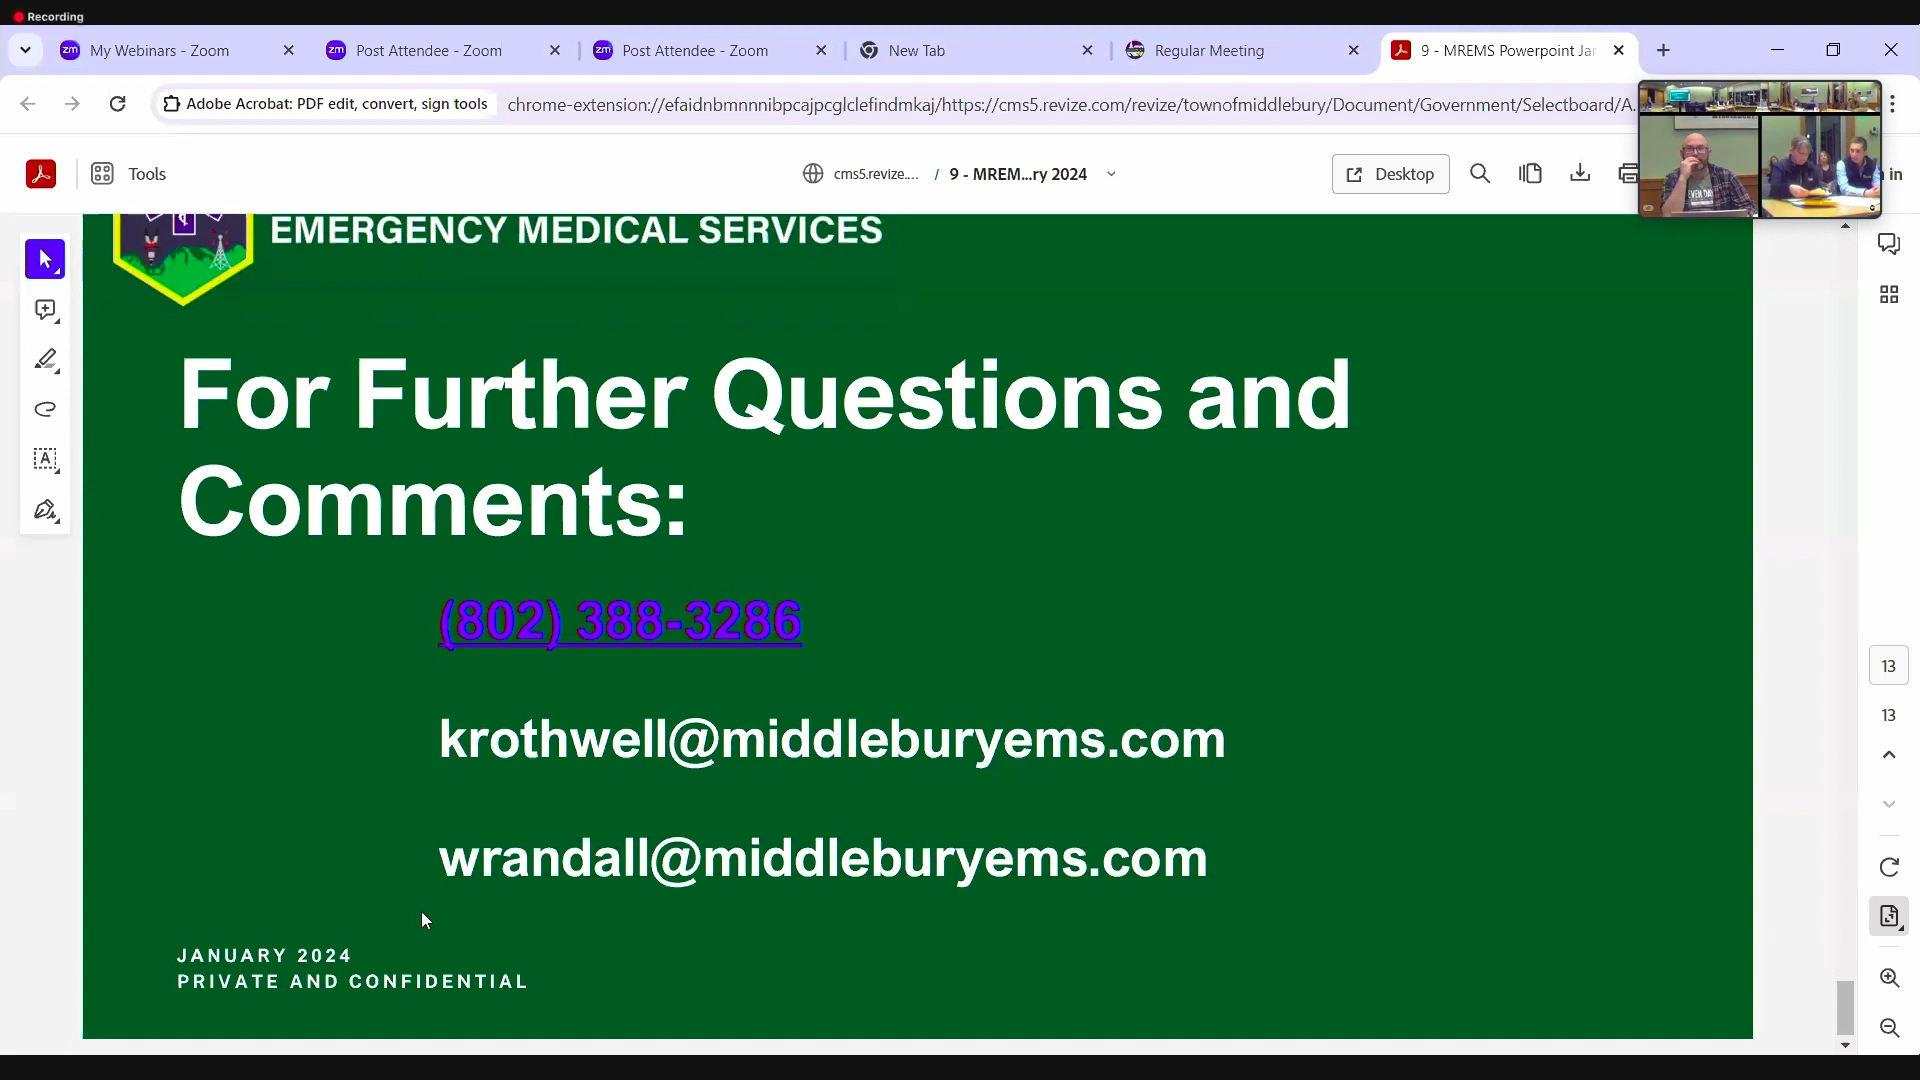 Recording
My Webinars - Zoom
Post Attendee - Zoom
Post Attendee - Zoom
New Tab
Regular Meeting
9 - MREMS Powerpoint Jar
Adobe Acrobat: PDF edit, convert, sign tools
chrome-extension://efaidnbmnnnibpcajpcglclefindmkaj/https://cms5.revize.com/revize/townofmiddlebury/Document/Government/Selectboard/A...
Tools
cms5.revize.... / 9 - MREM...ry 2024
Desktop
in
EMERGENCY MEDICAL SERVICES
For Further Questions and
Comments:
(802) 388-3286
krothwell@middleburyems.com
wrandall@middleburyems.com
JANUARY 2024
PRIVATE AND CONFIDENTIAL
13
13